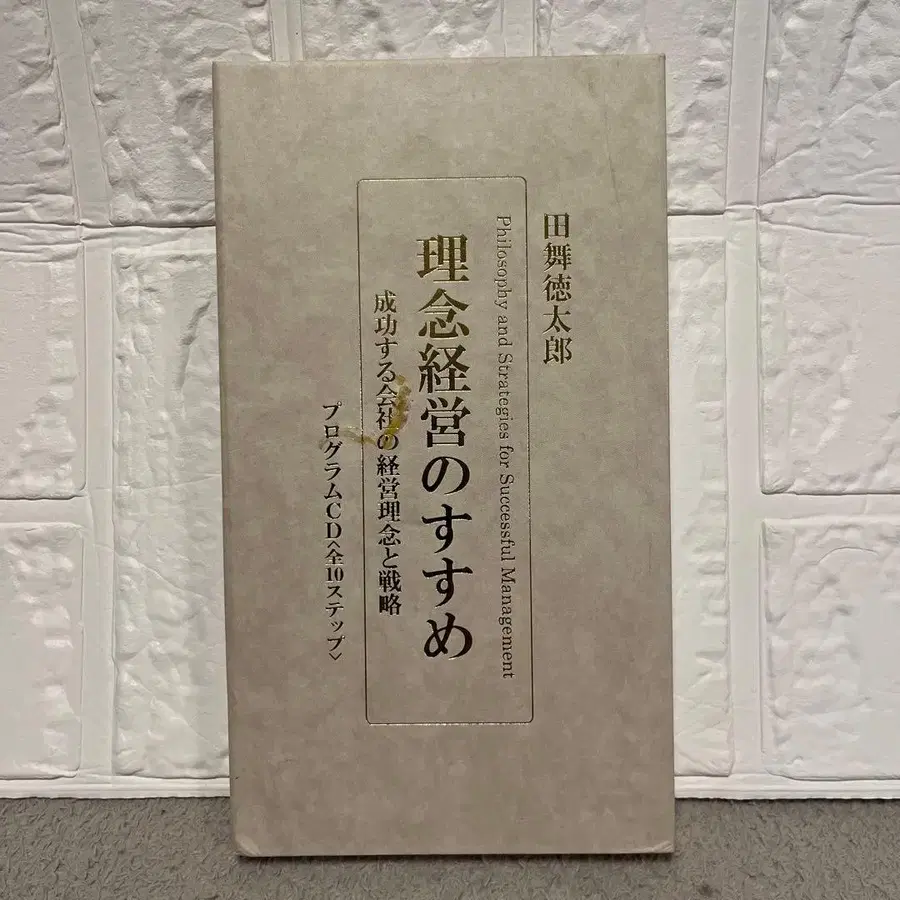 田舞徳太郎
Philosophy and Strategies for Successful Management
理念経営のすすめ
成功する会社の経営理念と戦略
プログラムCD〈全10ステップ〉